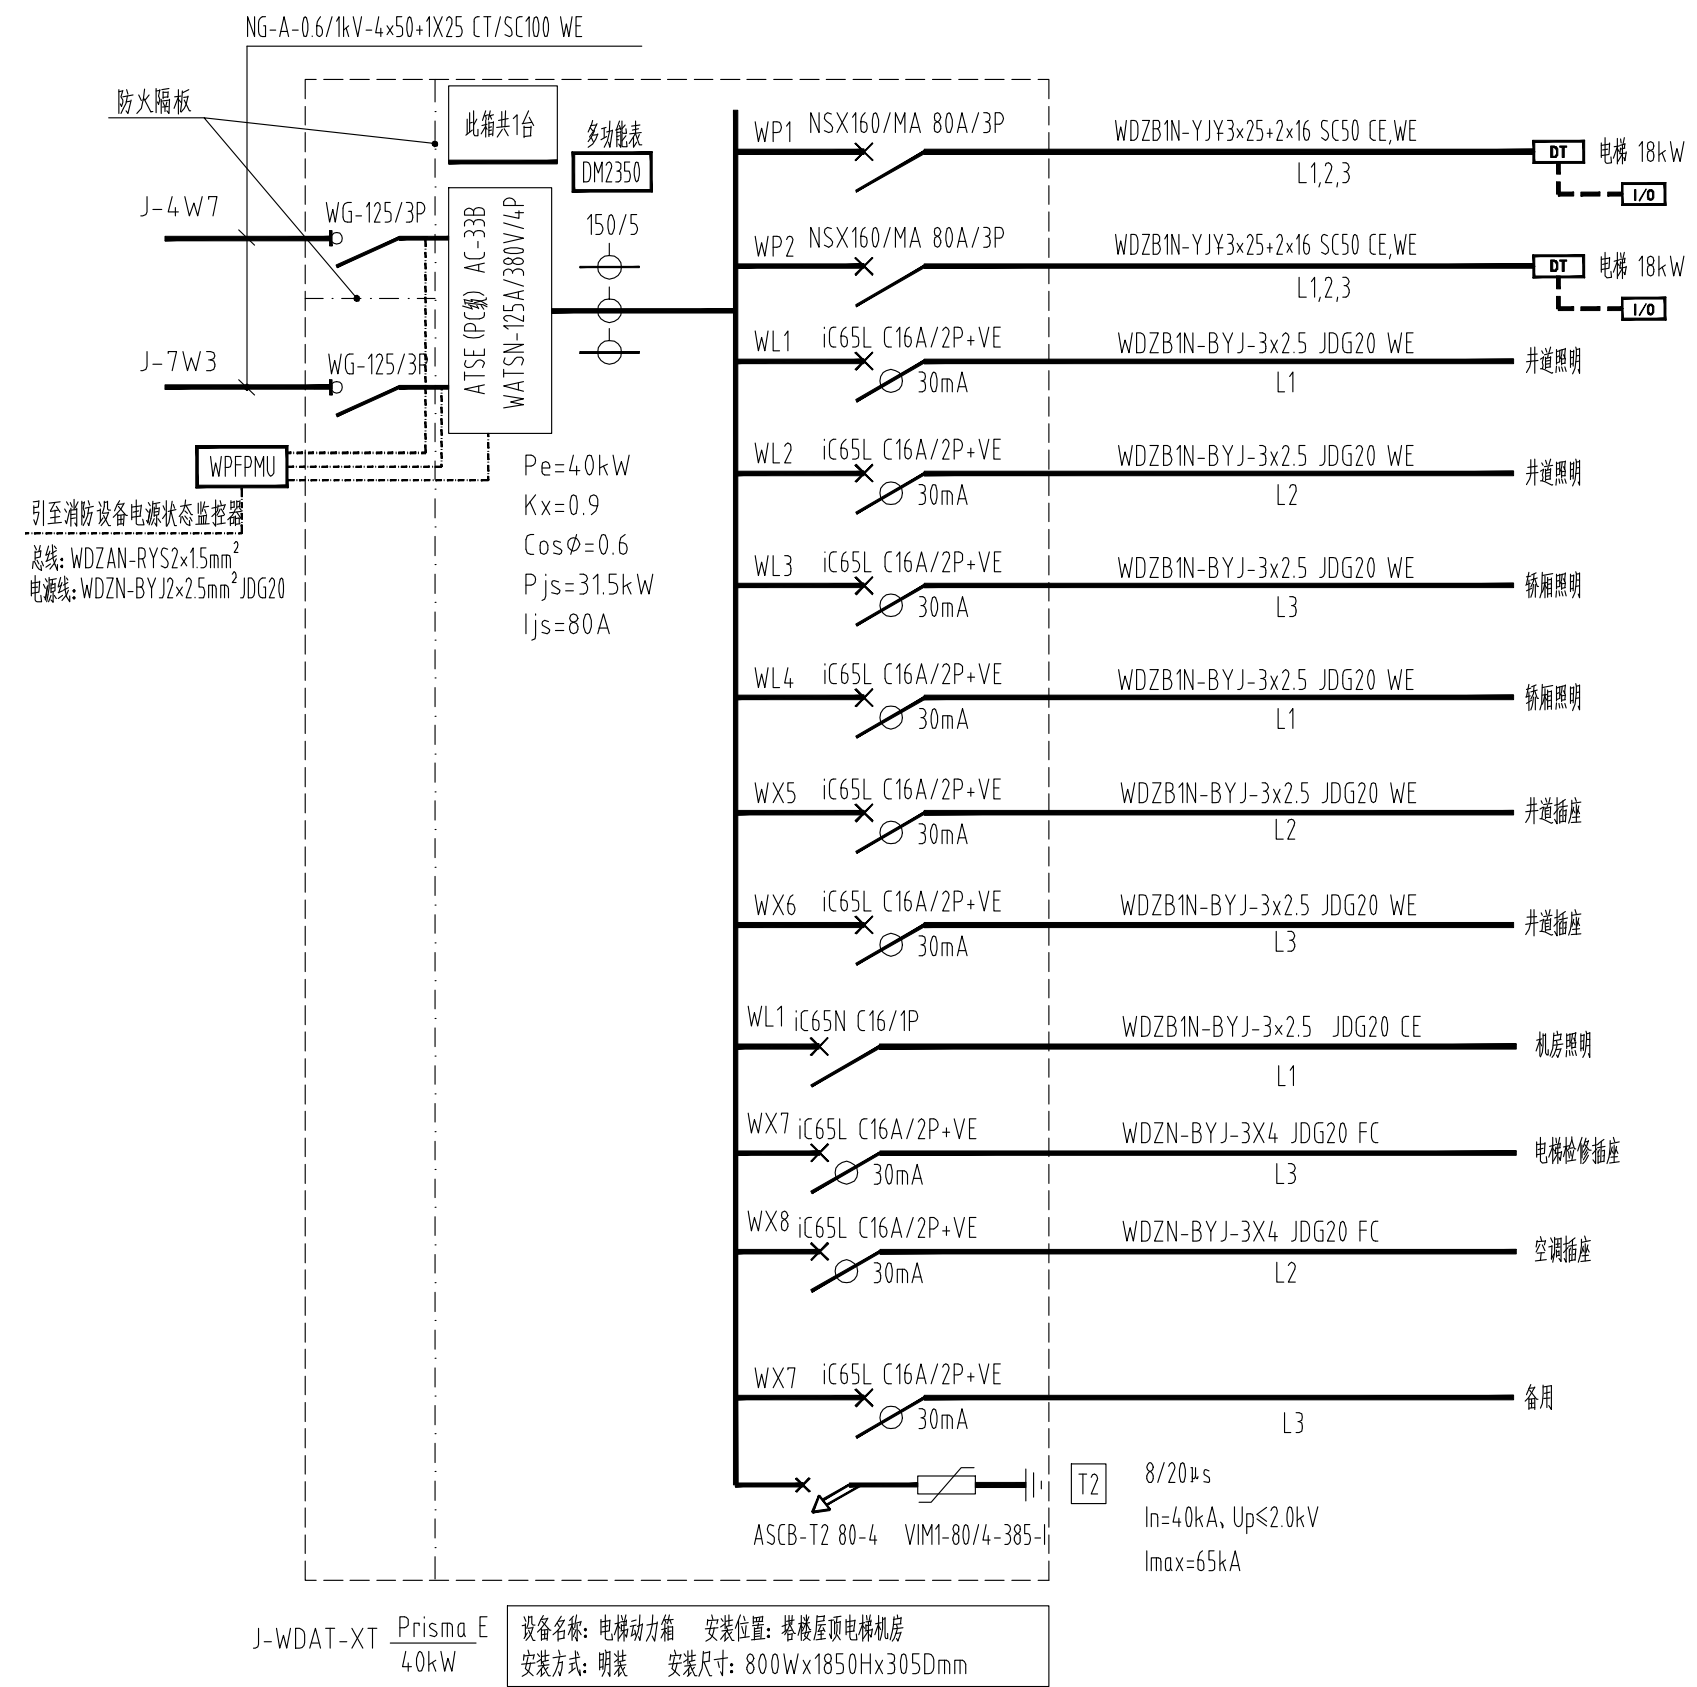 NG-A-0.6/1kV-4×50+1X25 CT/SC100 WE
防火隔板
此箱共1台
多功能表
DM2350
J-4W7
WG-125/3P
150/5
ATSE (PC级) AC-33B
WATSN-125A/380V/4P
J-7W3
WG-125/3P
WPFPMU
引至消防设备电源状态监控器
总线: WDZAN-RYS2×1.5mm²
电源线: WDZN-BYJ2×2.5mm² JDG20
Pe=40kW
Kx=0.9
CosØ=0.6
Pjs=31.5kW
Ijs=80A
WP1 NSX160/MA 80A/3P WDZB1N-YJY3×25+2×16 SC50 CE,WE
L1,2,3
DT 电梯 18kW
I/O
WP2 NSX160/MA 80A/3P WDZB1N-YJY3×25+2×16 SC50 CE,WE
L1,2,3
DT 电梯 18kW
I/O
WL1 iC65L C16A/2P+VE WDZB1N-BYJ-3x2.5 JDG20 WE
30mA L1
井道照明
WL2 iC65L C16A/2P+VE WDZB1N-BYJ-3x2.5 JDG20 WE
30mA L2
井道照明
WL3 iC65L C16A/2P+VE WDZB1N-BYJ-3x2.5 JDG20 WE
30mA L3
轿厢照明
WL4 iC65L C16A/2P+VE WDZB1N-BYJ-3x2.5 JDG20 WE
30mA L1
轿厢照明
WX5 iC65L C16A/2P+VE WDZB1N-BYJ-3x2.5 JDG20 WE
30mA L2
井道插座
WX6 iC65L C16A/2P+VE WDZB1N-BYJ-3x2.5 JDG20 WE
30mA L3
井道插座
WL1 iC65N C16/1P WDZB1N-BYJ-3×2.5 JDG20 CE
L1
机房照明
WX7 iC65L C16A/2P+VE WDZN-BYJ-3X4 JDG20 FC
30mA L3
电梯检修插座
WX8 iC65L C16A/2P+VE WDZN-BYJ-3X4 JDG20 FC
30mA L2
空调插座
WX7 iC65L C16A/2P+VE
30mA L3
备用
ASCB-T2 80-4 VIM1-80/4-385-I
T2
8/20μs
In=40kA、Up≤2.0kV
Imax=65kA
J-WDAT-XT Prisma E
40kW
设备名称: 电梯动力箱 安装位置: 塔楼屋顶电梯机房
安装方式: 明装 安装尺寸: 800Wx1850Hx305Dmm